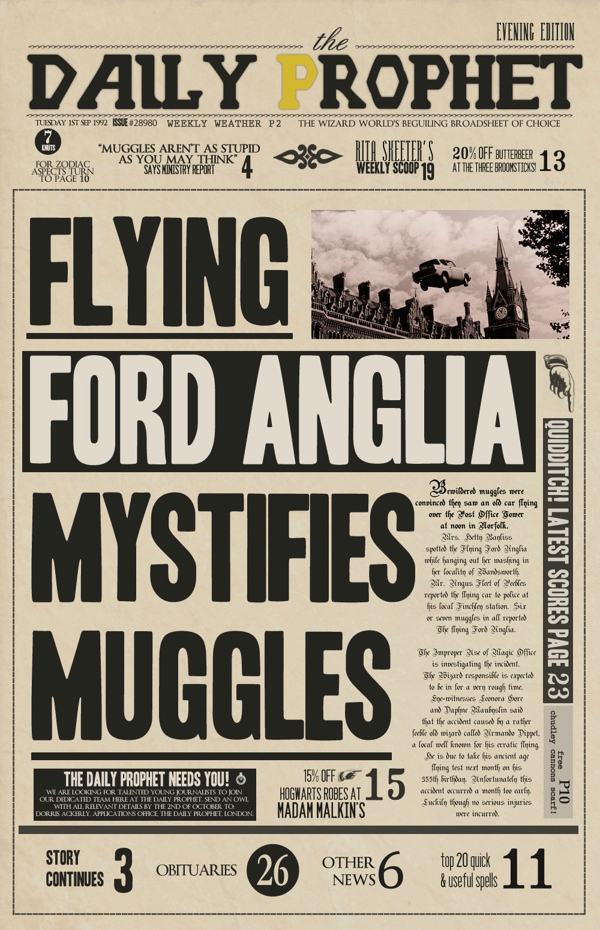 EVENING EDITION
the
DAILY PROPHET
TUESDAY 1ST SEP 1992 ISSUE #28980 WEEKLY WEATHER P2 THE WIZARD WORLD'S BEGUILING BROADSHEET OF CHOICE
7
KNUTS
FOR ZODIAC
ASPECTS TURN
TO PAGE 10
"MUGGLES AREN'T AS STUPID
AS YOU MAY THINK"
SAYS MINISTRY REPORT 4
RITA SKEETER'S
WEEKLY SCOOP 19
20% OFF BUTTERBEER
AT THE THREE BROOMSTICKS! 13
FLYING
FORD ANGLIA
MYSTIFIES
MUGGLES
Bewildered muggles were
convinced they saw an old car flying
over the Post Office Tower
at noon in Norfolk.
Mrs. Hetty Bayliss
spotted the Flying Ford Anglia
while hanging out her washing in
her locality of Wandsworth.
Mr. Angus Fleet of Peebles
reported the flying car to police at
his local Finchley station. Six
or seven muggles in all reported
The flying Ford Anglia.
The Improper Use of Magic Office
is investigating the incident.
The Wizard responsible is expected
to be in for a very rough time.
Eye-witnesses Leonora Gore
and Daphne
that the accident caused by a rather
feeble old wizard called Armando Dippet,
a local well known for his erratic flying.
He is due to take his ancient age
flying test next month on his
555th birthday. Unfortunately this
accident occurred a month too early.
Luckily though no serious injuries
were incurred.
QUIDDITCH! LATEST SCORES PAGE 23
free P10
chudley cannons scarf!
THE DAILY PROPHET NEEDS YOU!
WE ARE LOOKING FOR TALENTED YOUNG JOURNALISTS TO JOIN
OUR DEDICATED TEAM HERE AT THE DAILY PROPHET. SEND AN OWL
WITH ALL RELEVANT DETAILS BY THE 2ND OF OCTOBER TO:
DORRIS ACKERLY. APPLICATIONS OFFICE, THE DAILY PROPHET, LONDON.
15% OFF
HOGWARTS ROBES AT
MADAM MALKIN'S 15
STORY
CONTINUES 3
OBITUARIES 26
OTHER
NEWS 6
top 20 quick
& useful spells 11